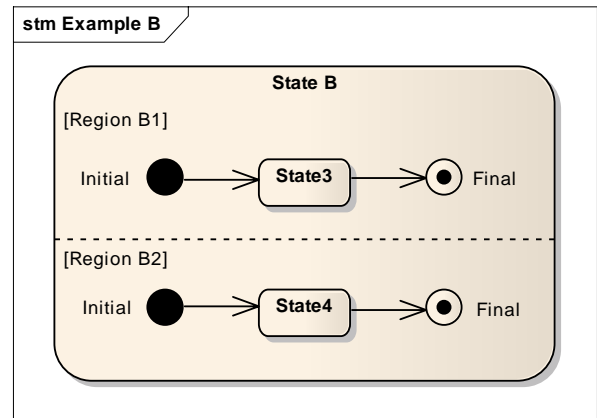 stm Example B
State B
[Region B1]
Initial State3 Final
[Region B2]
Initial State4 Final